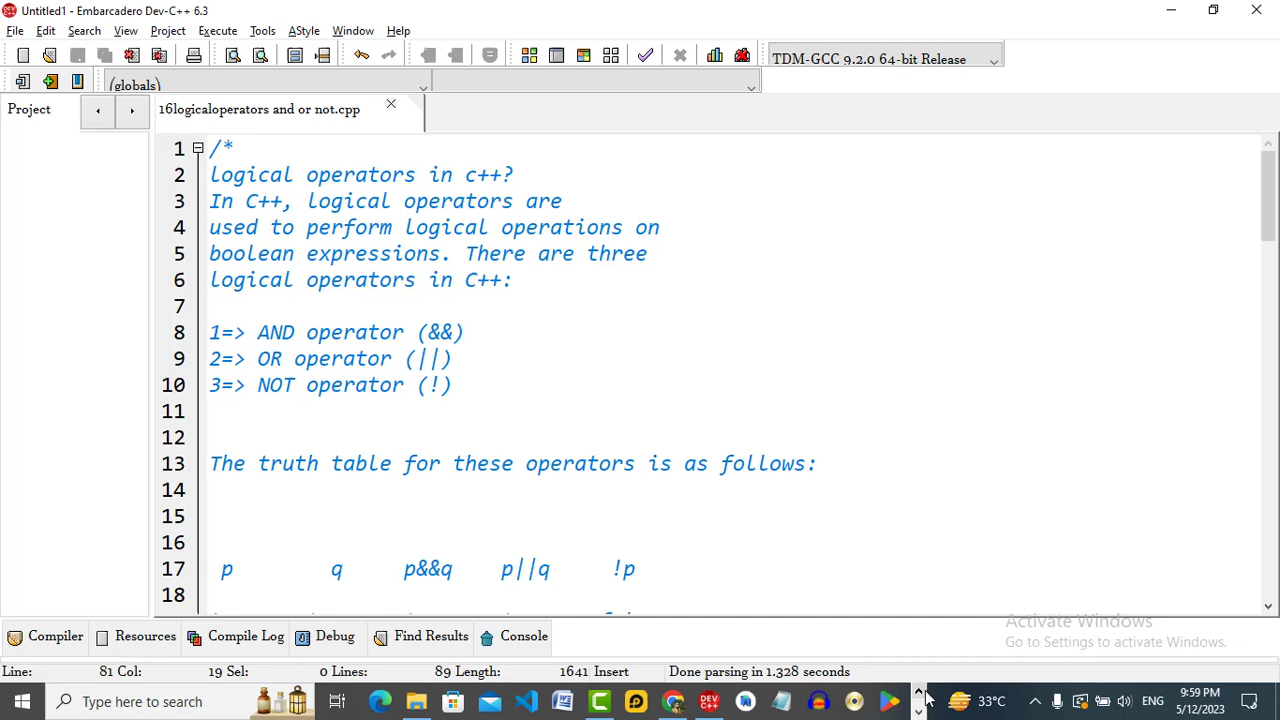 Untitled1 - Embarcadero Dev-C++ 6.3
File Edit Search View Project Execute Tools AStyle Window Help
TDM-GCC 9.2.0 64-bit Release
(globals)
Project
16logicaloperators and or not.cpp
1 /*
2 logical operators in c++?
3 In C++, logical operators are
4 used to perform logical operations on
5 boolean expressions. There are three
6 logical operators in C++:
7
8 1=> AND operator (&&)
9 2=> OR operator (||)
10 3=> NOT operator (!)
11
12
13 The truth table for these operators is as follows:
14
15
16
17 p q p&&q p||q !p
18
Activate Windows
Go to Settings to activate Windows.
Compiler Resources Compile Log Debug Find Results Console
Line: 81 Col: 19 Sel: 0 Lines: 89 Length: 1641 Insert Done parsing in 1.328 seconds
Type here to search
33°C
ENG
9:59 PM
5/12/2023